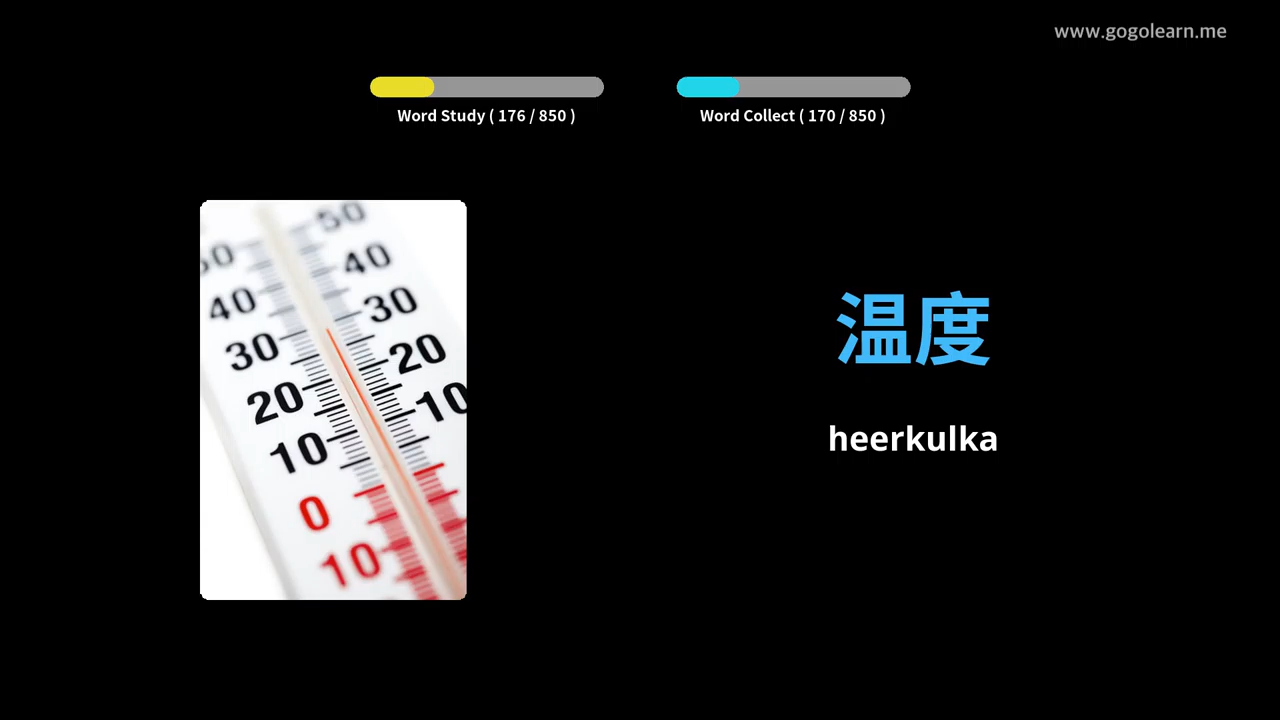 www.gogolearn.me
Word Study ( 176 / 850 )
Word Collect ( 170 / 850 )
50
40
40
30
30
20
20
10
10
0
10
温度
heerkulka